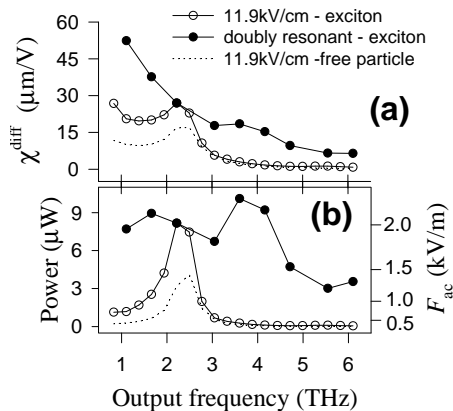 11.9kV/cm - exciton
doubly resonant - exciton
11.9kV/cm -free particle
60
45
30
15
0
χdiff (μm/V)
(a)
9
6
3
0
Power (μW)
(b)
2.0
1.4
1.0
0.5
Fac (kV/m)
1 2 3 4 5 6
Output frequency (THz)